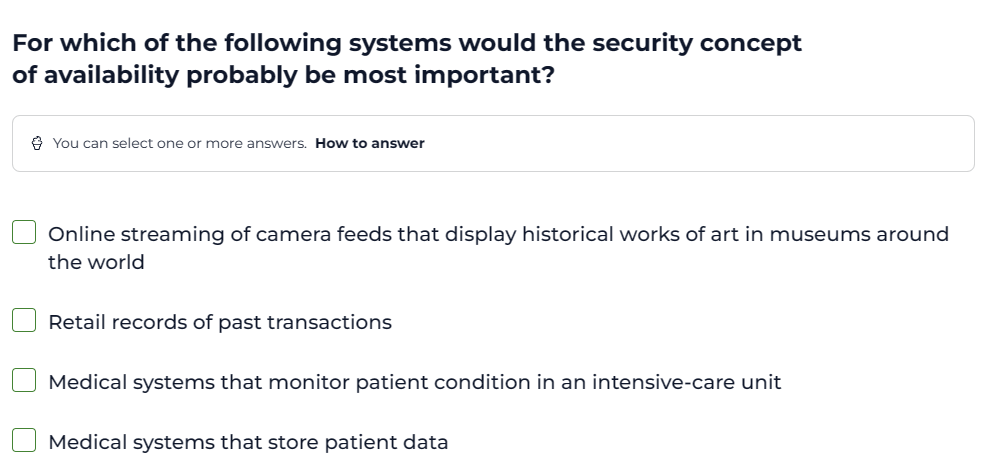 For which of the following systems would the security concept
of availability probably be most important?
You can select one or more answers. How to answer
Online streaming of camera feeds that display historical works of art in museums around
the world
Retail records of past transactions
Medical systems that monitor patient condition in an intensive-care unit
Medical systems that store patient data